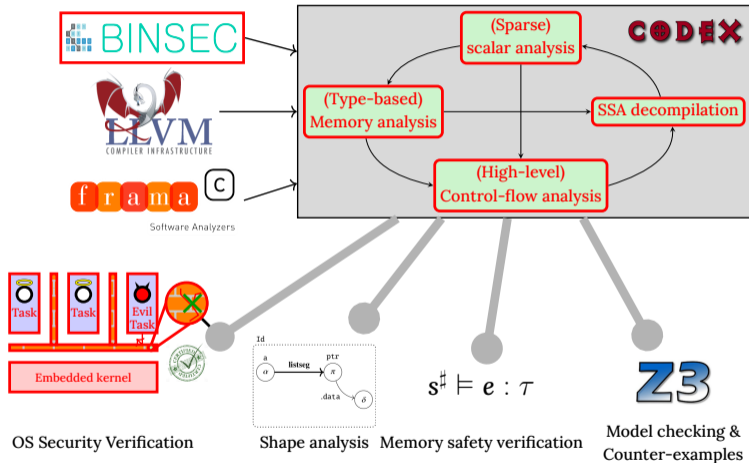 BINSEC
LLVM
COMPILER INFRASTRUCTURE
frama
C
Software Analyzers
CODEX
(Sparse)
scalar analysis
(Type-based)
Memory analysis
SSA decompilation
(High-level)
Control-flow analysis
Task
Task
Evil
Task
Embedded kernel
OS Security Verification
Id
a
α
listseg
ptr
π
.data
δ
Shape analysis
s♯ ⊨ e : τ
Memory safety verification
Z3
Model checking &
Counter-examples